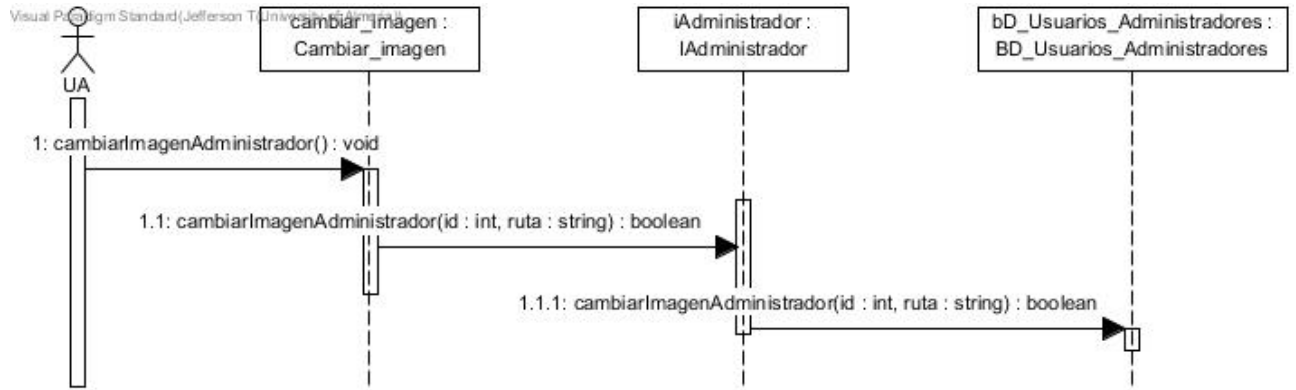 Visual Paradigm Standard(Jefferson T(University of Almeria))
cambiar_imagen :
Cambiar_imagen
iAdministrador :
IAdministrador
bD_Usuarios_Administradores :
BD_Usuarios_Administradores
UA
1: cambiarImagenAdministrador() : void
1.1: cambiarImagenAdministrador(id : int, ruta : string) : boolean
1.1.1: cambiarImagenAdministrador(id : int, ruta : string) : boolean